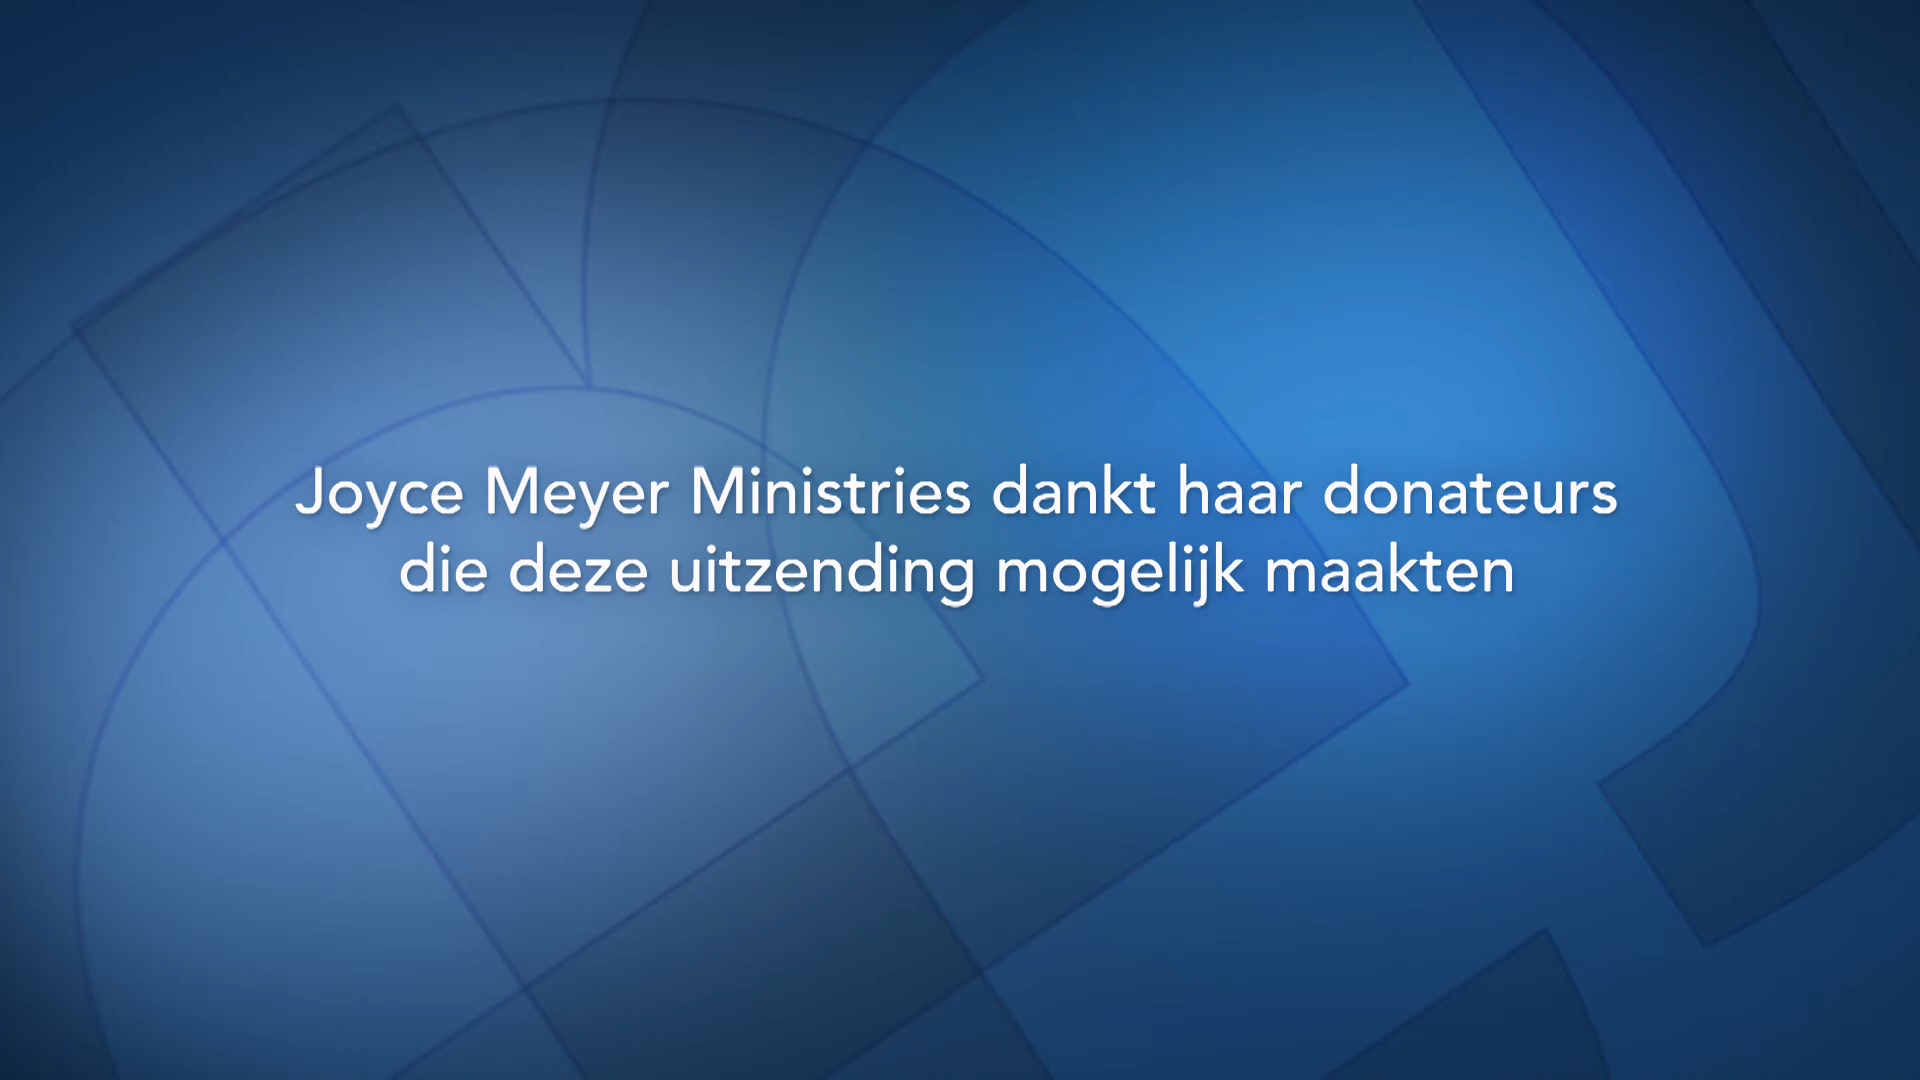 Joyce Meyer Ministries dankt haar donateurs
die deze uitzending mogelijk maakten